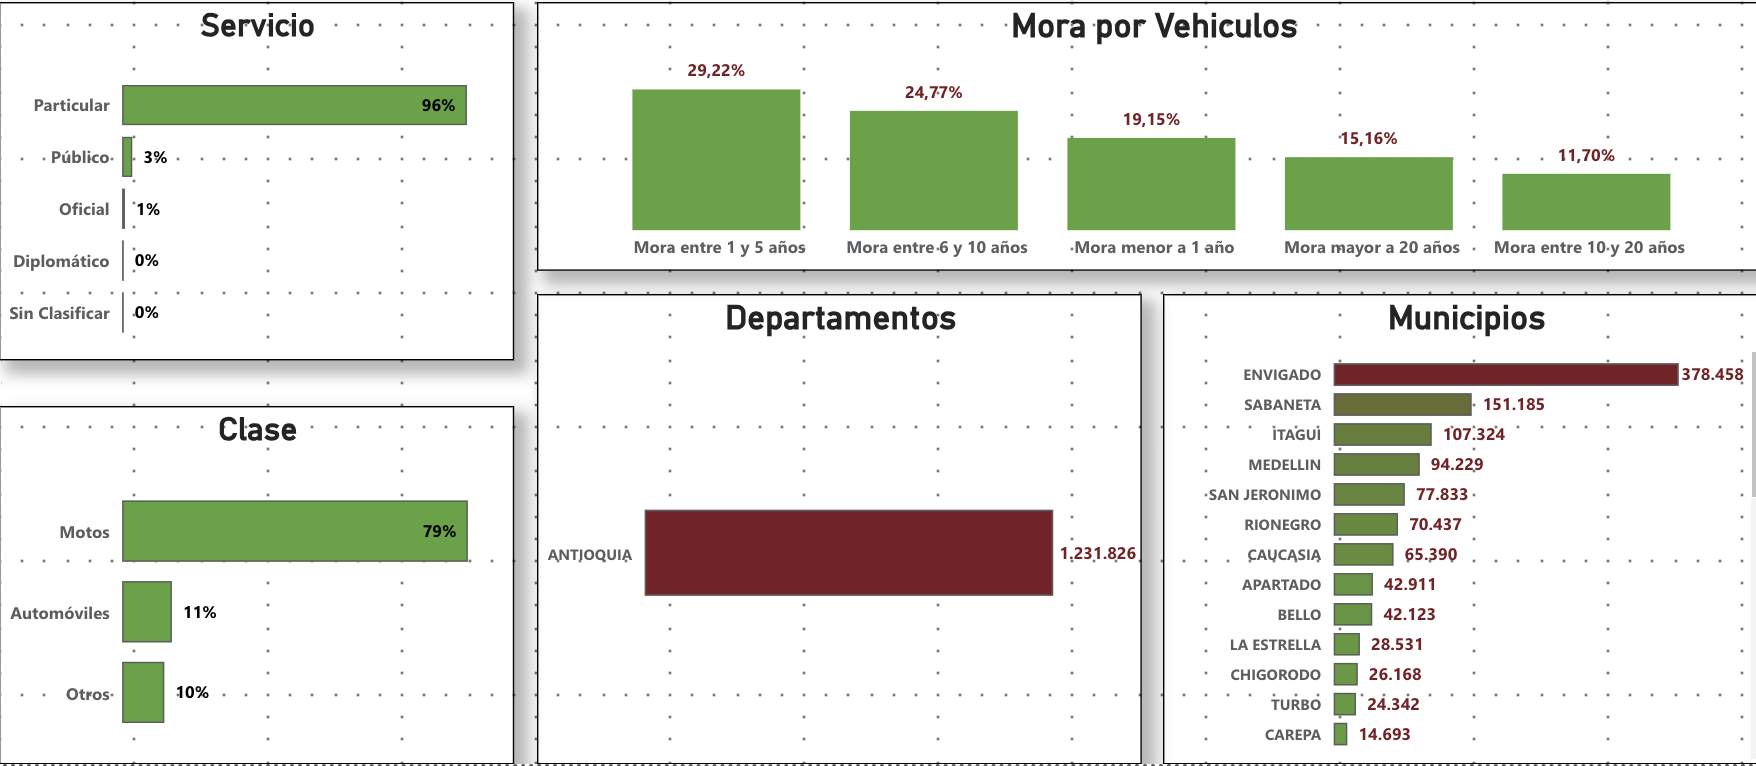 Servicio
Particular 96%
Público 3%
Oficial 1%
Diplomático 0%
Sin Clasificar 0%
Clase
Motos 79%
Automóviles 11%
Otros 10%
Mora por Vehiculos
29,22% 24,77% 19,15% 15,16% 11,70%
Mora entre 1 y 5 años Mora entre 6 y 10 años Mora menor a 1 año Mora mayor a 20 años Mora entre 10 y 20 años
Departamentos
ANTIOQUIA 1.231.826
Municipios
ENVIGADO 378.458
SABANETA 151.185
ITAGUI 107.324
MEDELLIN 94.229
SAN JERONIMO 77.833
RIONEGRO 70.437
CAUCASIA 65.390
APARTADO 42.911
BELLO 42.123
LA ESTRELLA 28.531
CHIGORODO 26.168
TURBO 24.342
CAREPA 14.693